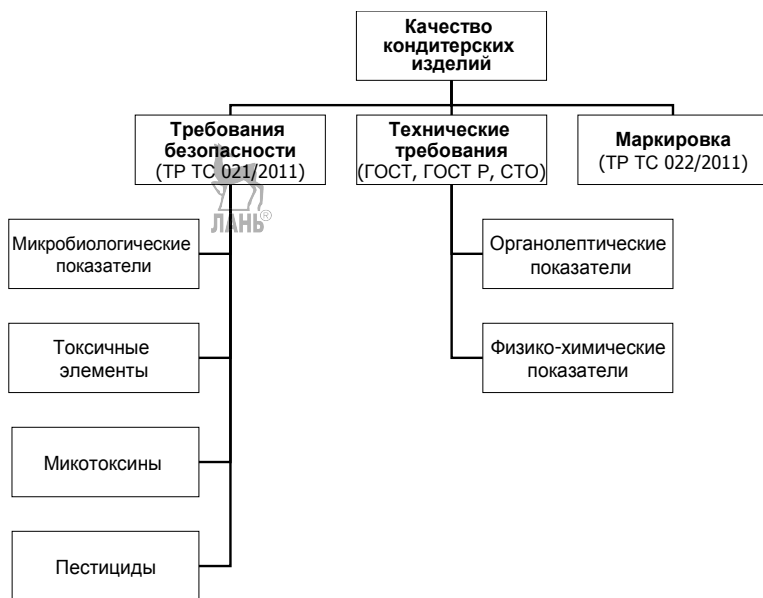 Качество
кондитерских
изделий
Требования
безопасности
(ТР ТС 021/2011)
Технические
требования
(ГОСТ, ГОСТ Р, СТО)
Маркировка
(ТР ТС 022/2011)
ЛАНЬ®
Микробиологические
показатели
Органолептические
показатели
Токсичные
элементы
Физико-химические
показатели
Микотоксины
Пестициды